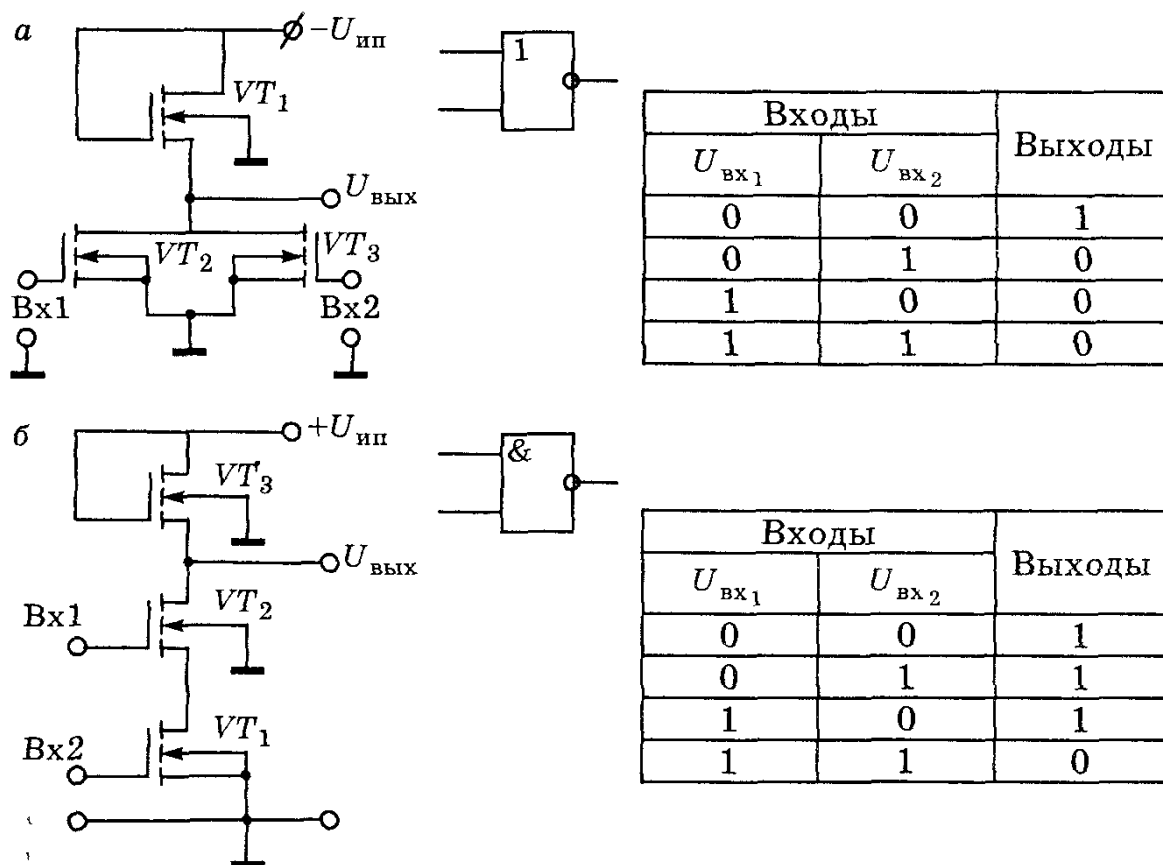 а
−Uип
1
VT1
Uвых
VT2
VT3
Вх1
Вх2
Входы
Выходы
Uвх1
Uвх2
0 0 1
0 1 0
1 0 0
1 1 0
б
+Uип
&
VT3
Uвых
Вх1
VT2
Вх2
VT1
Входы
Выходы
Uвх1
Uвх2
0 0 1
0 1 1
1 0 1
1 1 0